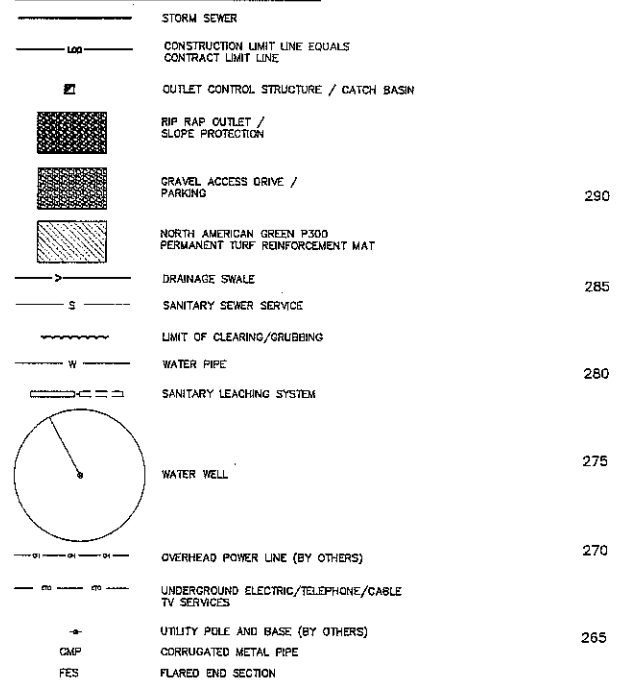 STORM SEWER
LOD
CONSTRUCTION LIMIT LINE EQUALS
CONTRACT LIMIT LINE
OUTLET CONTROL STRUCTURE / CATCH BASIN
RIP RAP OUTLET /
SLOPE PROTECTION
GRAVEL ACCESS DRIVE /
PARKING
290
NORTH AMERICAN GREEN P300
PERMANENT TURF REINFORCEMENT MAT
DRAINAGE SWALE
285
S SANITARY SEWER SERVICE
LIMIT OF CLEARING/GRUBBING
W WATER PIPE
280
SANITARY LEACHING SYSTEM
WATER WELL
275
270
OH OH OH OVERHEAD POWER LINE (BY OTHERS)
UNDERGROUND ELECTRIC/TELEPHONE/CABLE
TV SERVICES
UTILITY POLE AND BASE (BY OTHERS)
265
CMP CORRUGATED METAL PIPE
FES FLARED END SECTION